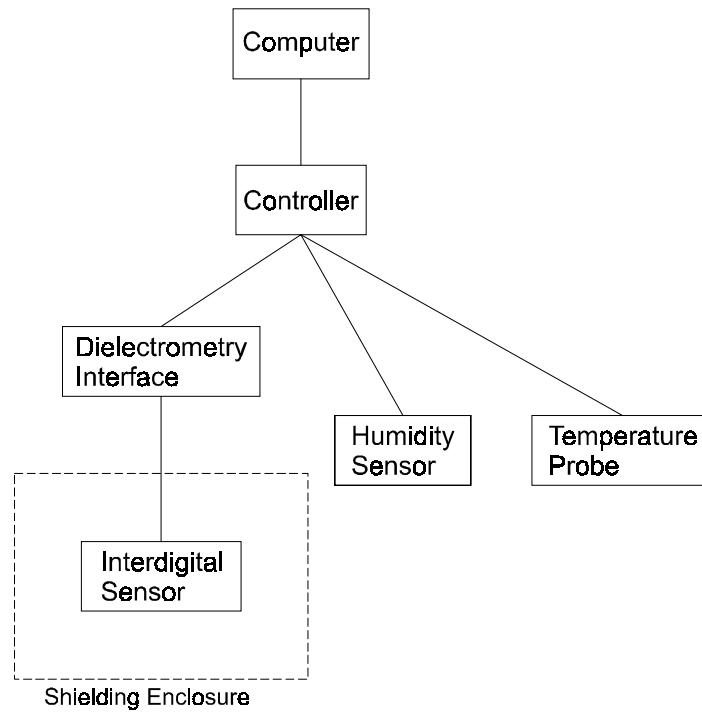 Computer
Controller
Dielectrometry
Interface
Humidity
Sensor
Temperature
Probe
Interdigital
Sensor
Shielding Enclosure